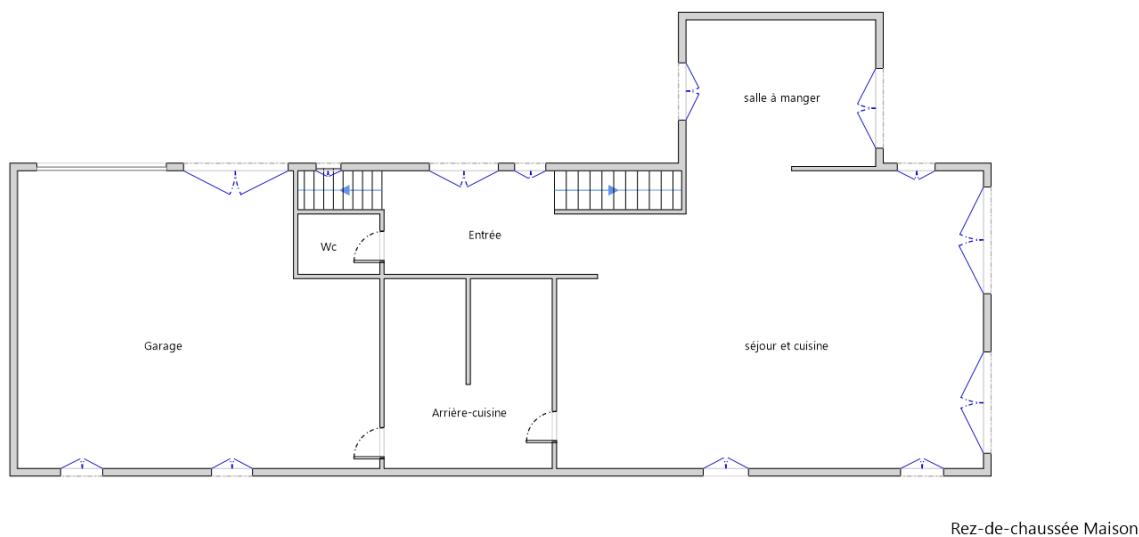 salle à manger
Entrée
Wc
Garage
séjour et cuisine
Arrière-cuisine
Rez-de-chaussée Maison